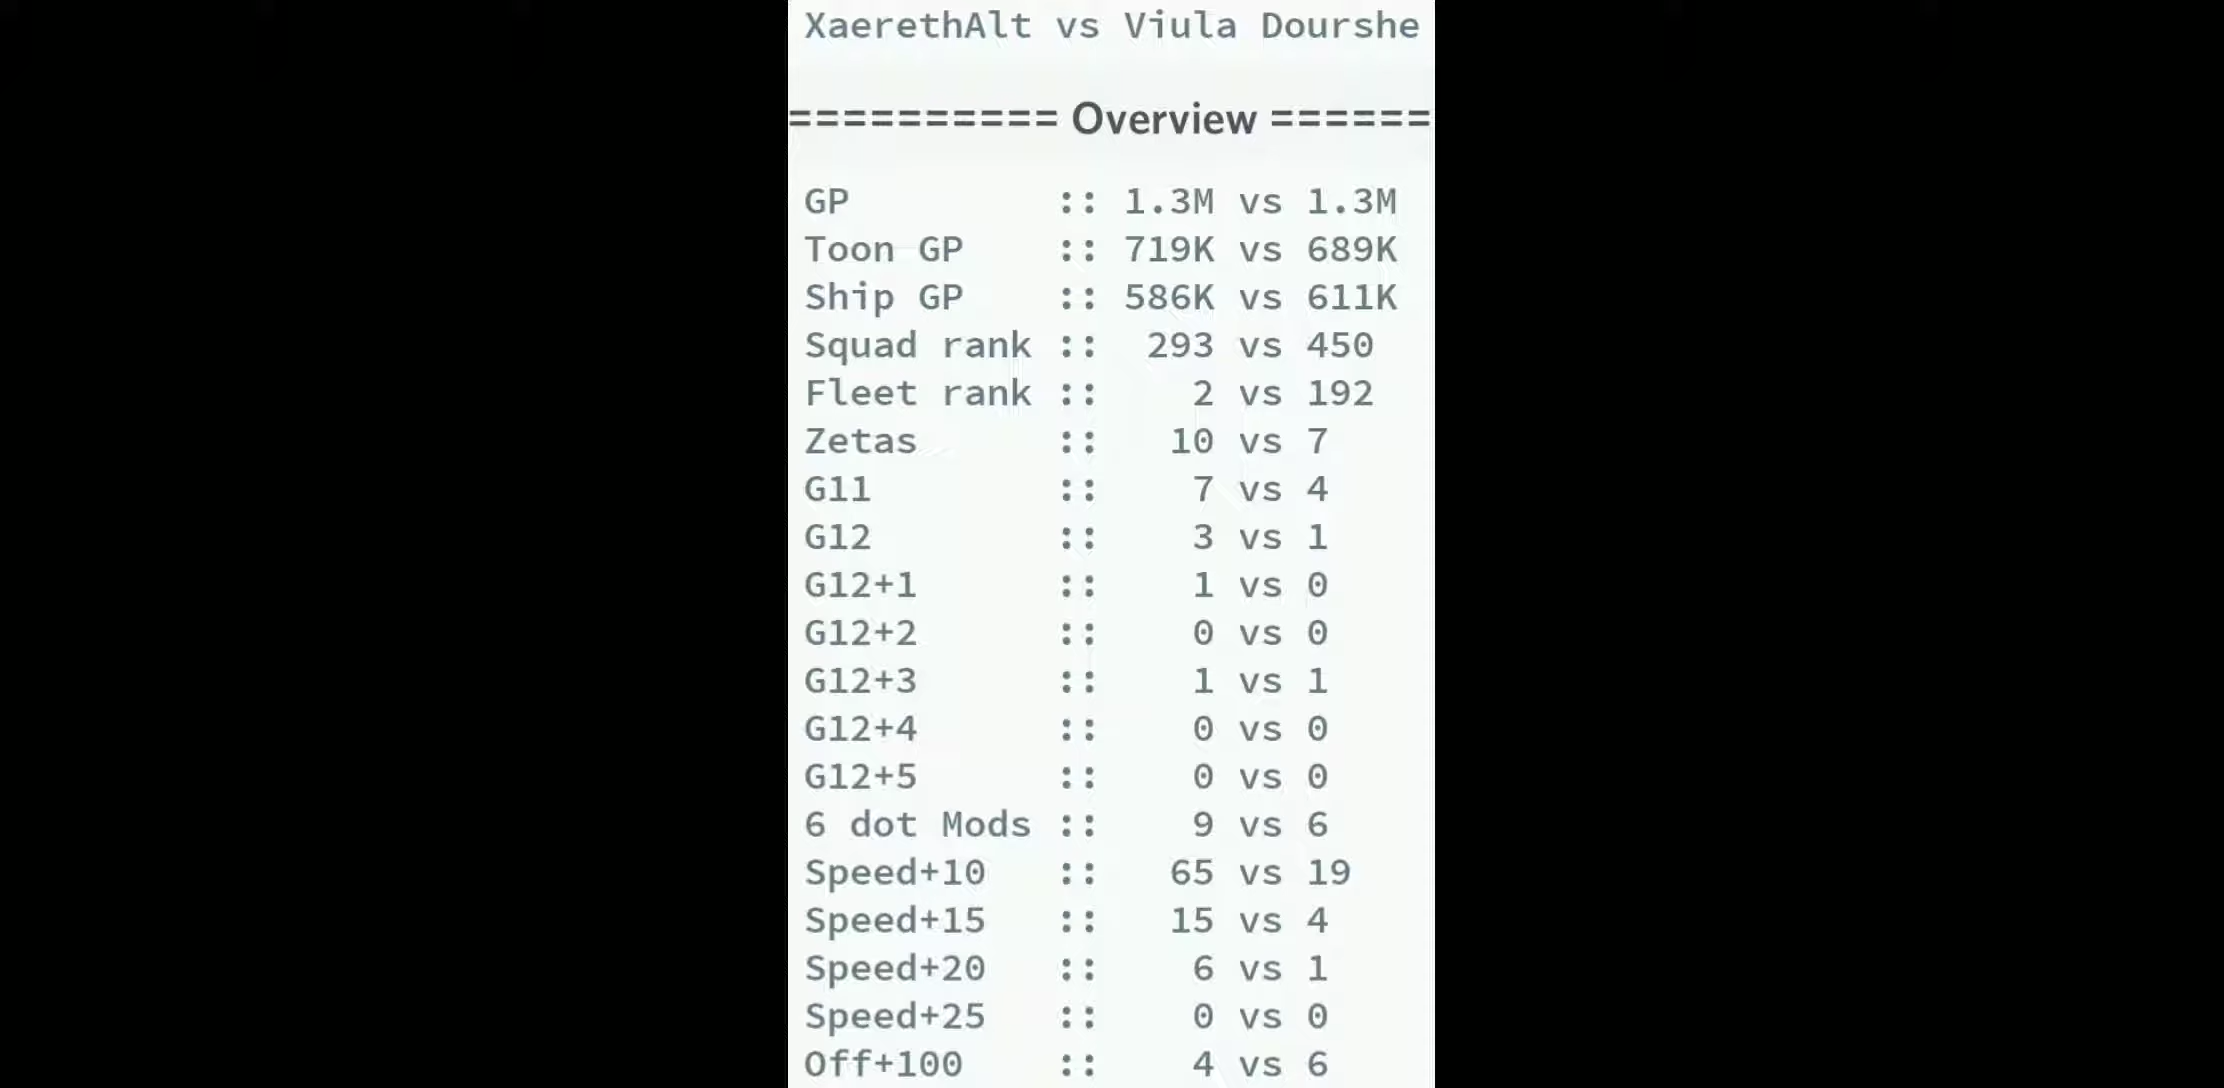 XaerethAlt vs Viula Dourshe
========== Overview ======
GP :: 1.3M vs 1.3M
Toon GP :: 719K vs 689K
Ship GP :: 586K vs 611K
Squad rank :: 293 vs 450
Fleet rank :: 2 vs 192
Zetas :: 10 vs 7
G11 :: 7 vs 4
G12 :: 3 vs 1
G12+1 :: 1 vs 0
G12+2 :: 0 vs 0
G12+3 :: 1 vs 1
G12+4 :: 0 vs 0
G12+5 :: 0 vs 0
6 dot Mods :: 9 vs 6
Speed+10 :: 65 vs 19
Speed+15 :: 15 vs 4
Speed+20 :: 6 vs 1
Speed+25 :: 0 vs 0
Off+100 :: 4 vs 6